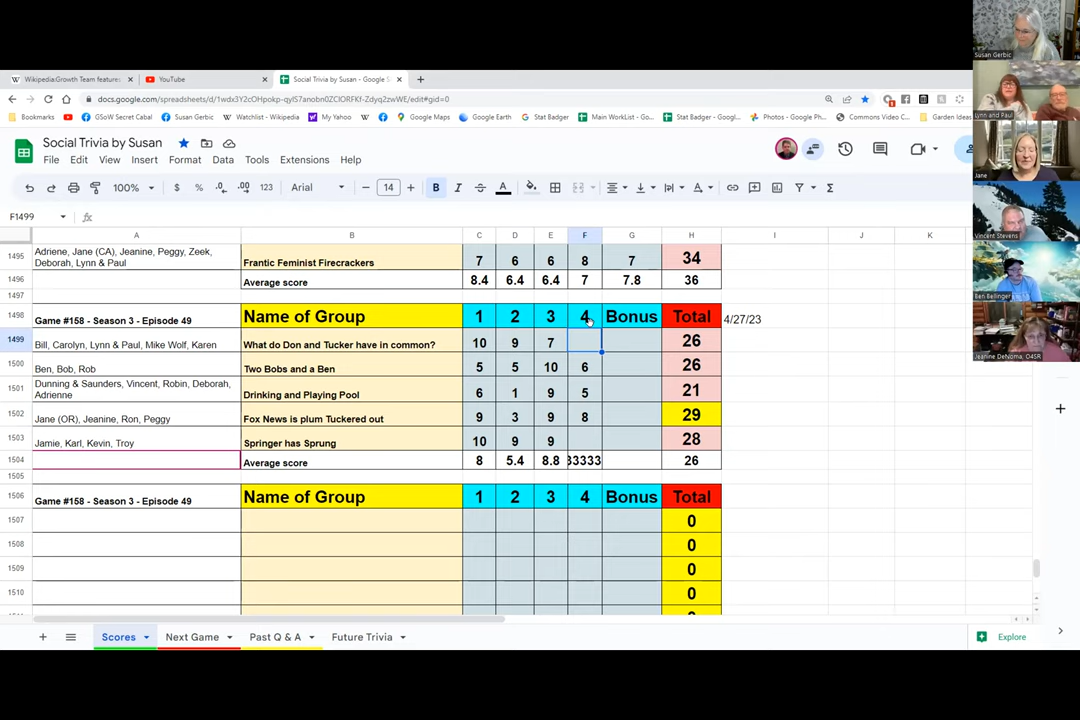 Wikipedia:Growth Team features
YouTube
Social Trivia by Susan - Google S
docs.google.com/spreadsheets/d/1wdx3Y2cOHpokp-qyIS7anobn0ZClORFKf-Zdyq2zwWE/edit#gid=0
Bookmarks
GSoW Secret Cabal
Susan Gerbic
Watchlist - Wikipedia
My Yahoo
Google Maps
Google Earth
Stat Badger
Main WorkList - Go...
Stat Badger - Googl...
Photos - Google Ph...
Commons Video C...
Garden Ideas
Social Trivia by Susan
File Edit View Insert Format Data Tools Extensions Help
100% $ % .0 .00 123 Arial 14 B I
F1499 fx
A B C D E F G H I J K
1495 Adriene, Jane (CA), Jeanine, Peggy, Zeek, Deborah, Lynn & Paul Frantic Feminist Firecrackers 7 6 6 8 7 34
1496 Average score 8.4 6.4 6.4 7 7.8 36
1497
1498 Game #158 - Season 3 - Episode 49 Name of Group 1 2 3 4 Bonus Total 4/27/23
1499 Bill, Carolyn, Lynn & Paul, Mike Wolf, Karen What do Don and Tucker have in common? 10 9 7 26
1500 Ben, Bob, Rob Two Bobs and a Ben 5 5 10 6 26
1501 Dunning & Saunders, Vincent, Robin, Deborah, Adrienne Drinking and Playing Pool 6 1 9 5 21
1502 Jane (OR), Jeanine, Ron, Peggy Fox News is plum Tuckered out 9 3 9 8 29
1503 Jamie, Karl, Kevin, Troy Springer has Sprung 10 9 9 28
1504 Average score 8 5.4 8.8 33333 26
1505
1506 Game #158 - Season 3 - Episode 49 Name of Group 1 2 3 4 Bonus Total
1507 0
1508 0
1509 0
1510 0
Scores Next Game Past Q & A Future Trivia Explore
Susan Gerbic
Lynn and Paul
Jane
Vincent Stevens
Ben Bellinger
Jeanine DeNoma, O4SR